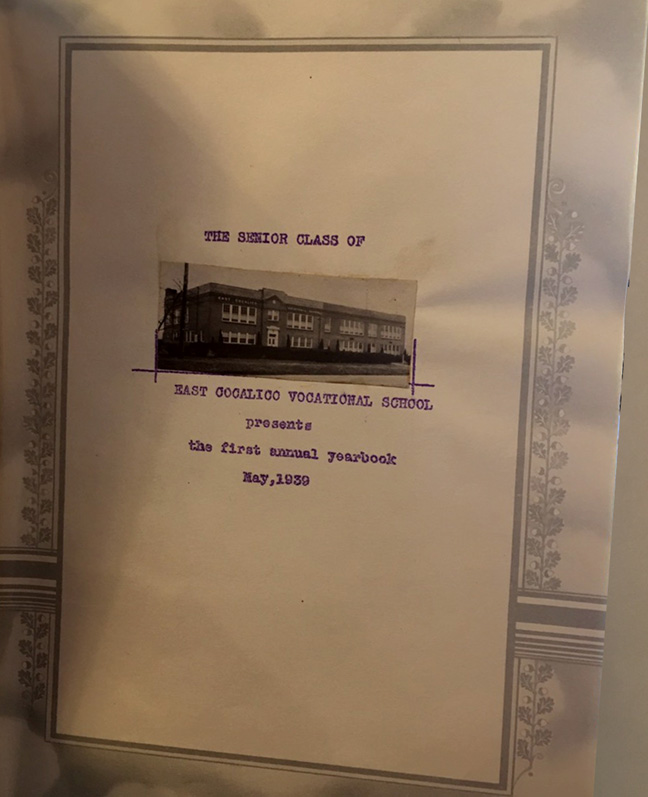 THE SENIOR CLASS OF
EAST COCALICO VOCATIONAL SCHOOL
presents
the first annual yearbook
May,1939